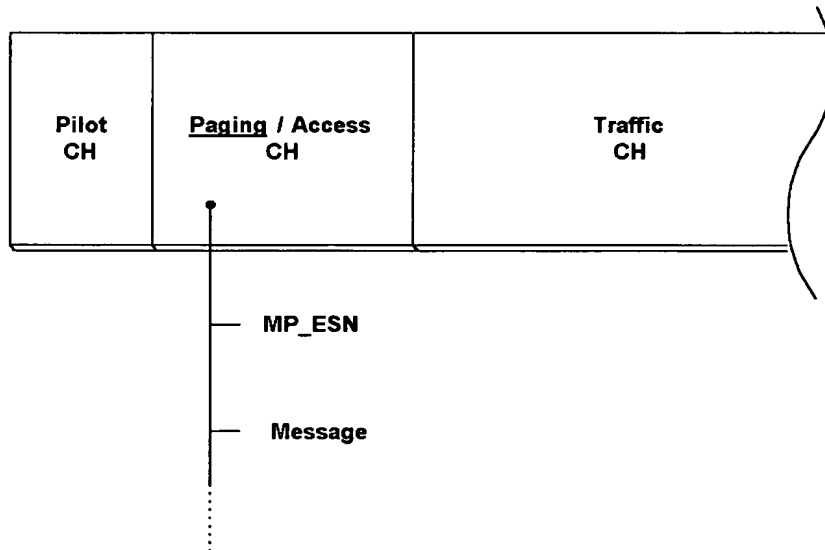 Pilot
CH
Paging / Access
CH
Traffic
CH
MP_ESN
Message